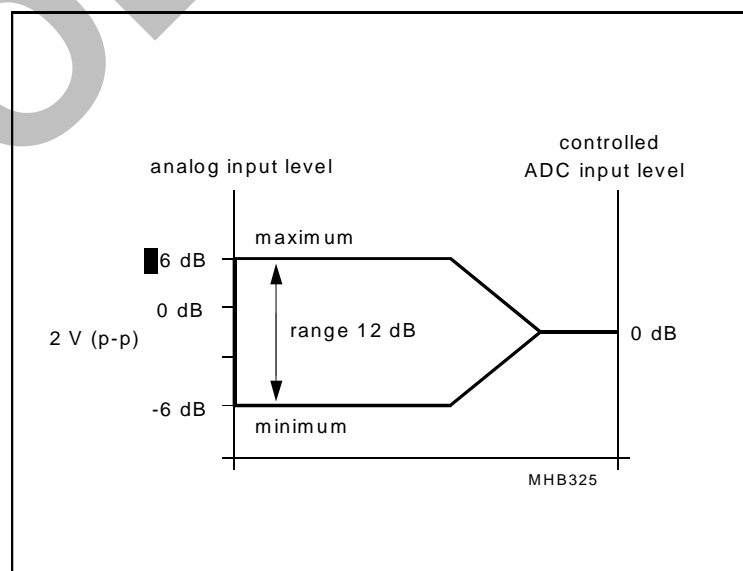 controlled
analog input level
ADC input level
maximum
6 dB
0 dB
range 12 dB
2 V (p-p)
0 dB
-6 dB
minimum
MHB325